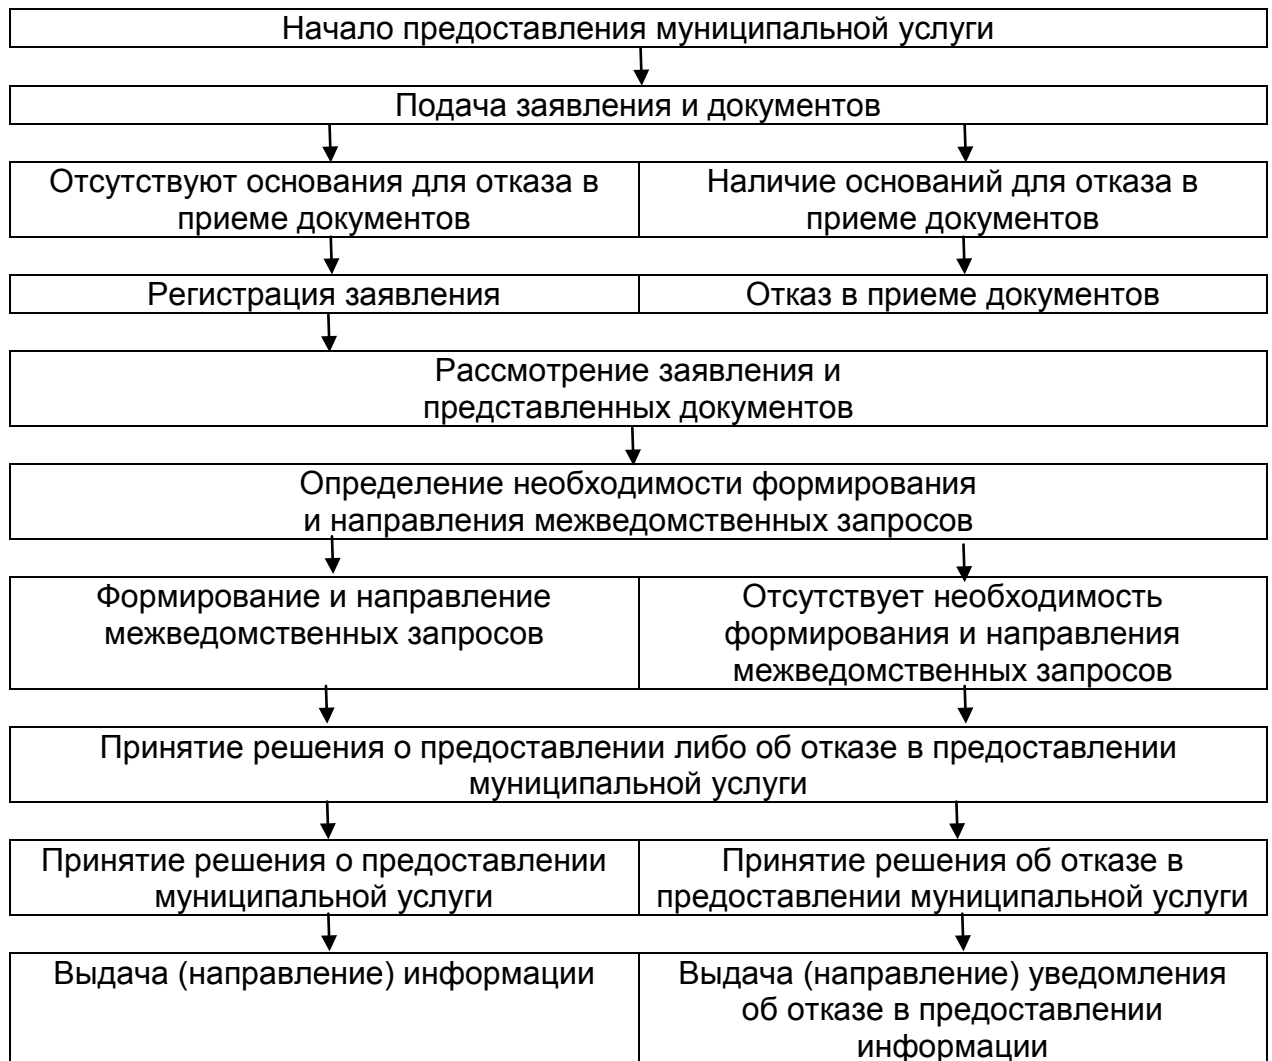 Начало предоставления муниципальной услуги
Подача заявления и документов
Отсутствуют основания для отказа в
приеме документов
Наличие оснований для отказа в
приеме документов
Регистрация заявления
Отказ в приеме документов
Рассмотрение заявления и
представленных документов
Определение необходимости формирования
и направления межведомственных запросов
Формирование и направление
межведомственных запросов
Отсутствует необходимость
формирования и направления
межведомственных запросов
Принятие решения о предоставлении либо об отказе в предоставлении
муниципальной услуги
Принятие решения о предоставлении
муниципальной услуги
Принятие решения об отказе в
предоставлении муниципальной услуги
Выдача (направление) информации
Выдача (направление) уведомления
об отказе в предоставлении
информации